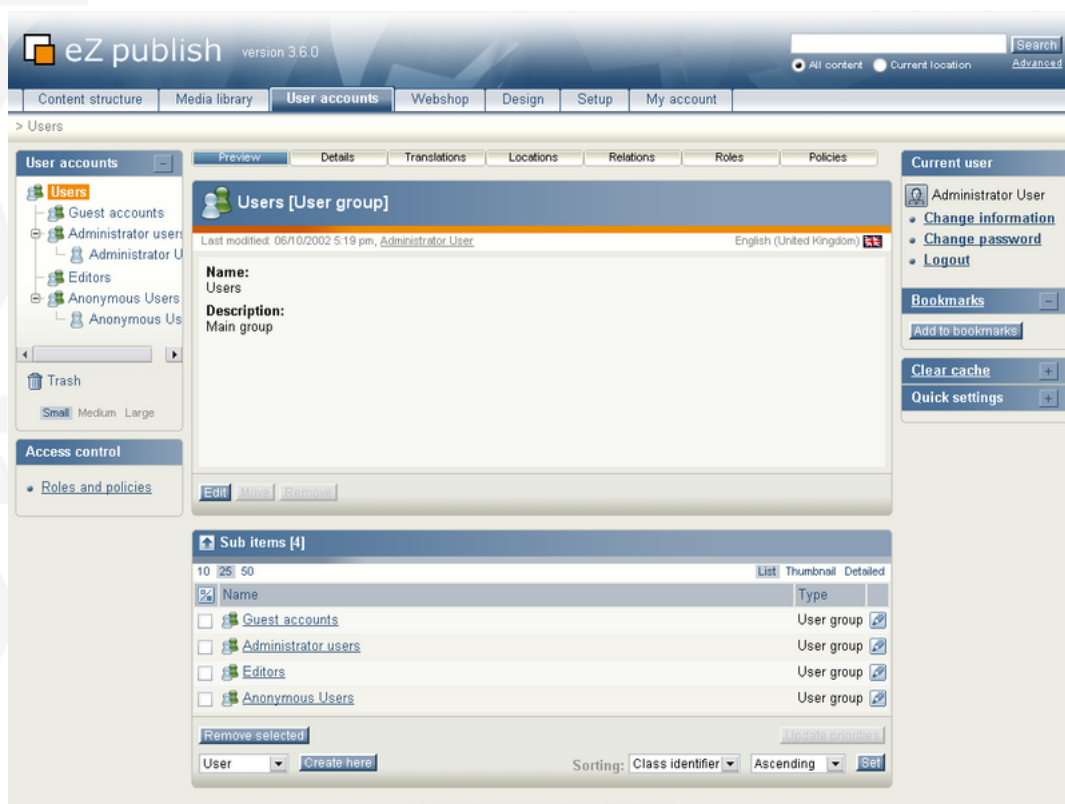 eZ publish version 3.6.0
Search
All content Current location Advanced
Content structure Media library User accounts Webshop Design Setup My account
> Users
User accounts
Users
Guest accounts
Administrator users
Administrator U
Editors
Anonymous Users
Anonymous Us
Trash
Small Medium Large
Access control
Roles and policies
Preview Details Translations Locations Relations Roles Policies
Users [User group]
Last modified: 06/10/2002 5:19 pm, Administrator User English (United Kingdom)
Name:
Users
Description:
Main group
Edit Move Remove
Sub items [4]
10 25 50 List Thumbnail Detailed
Name Type
Guest accounts User group
Administrator users User group
Editors User group
Anonymous Users User group
Remove selected Update priorities
User Create here Sorting: Class identifier Ascending Set
Current user
Administrator User
Change information
Change password
Logout
Bookmarks
Add to bookmarks
Clear cache
Quick settings